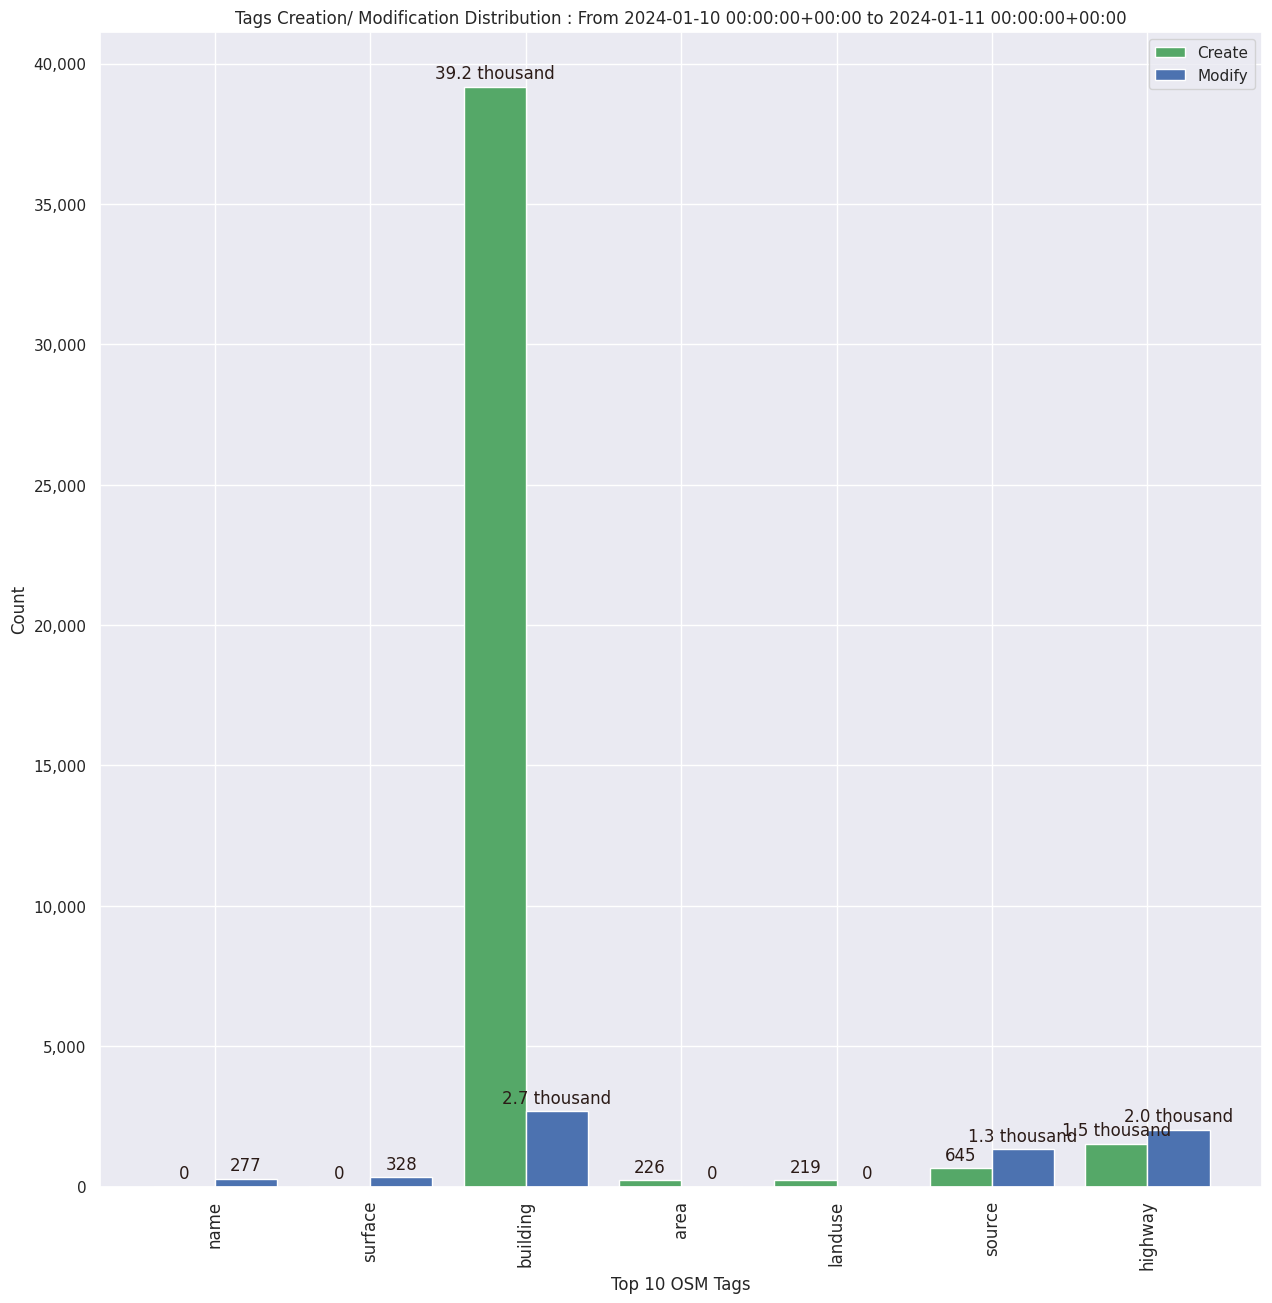 Tags Creation/ Modification Distribution : From 2024-01-10 00:00:00+00:00 to 2024-01-11 00:00:00+00:00
Create
Modify
40,000
35,000
30,000
25,000
20,000
15,000
10,000
5,000
0
Count
39.2 thousand
2.7 thousand
0
277
0
328
226
0
219
0
645
1.3 thousand
1.5 thousand
2.0 thousand
name
surface
building
area
landuse
source
highway
Top 10 OSM Tags